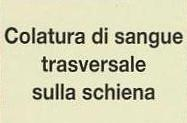 Colatura di sangue
trasversale
sulla schiena